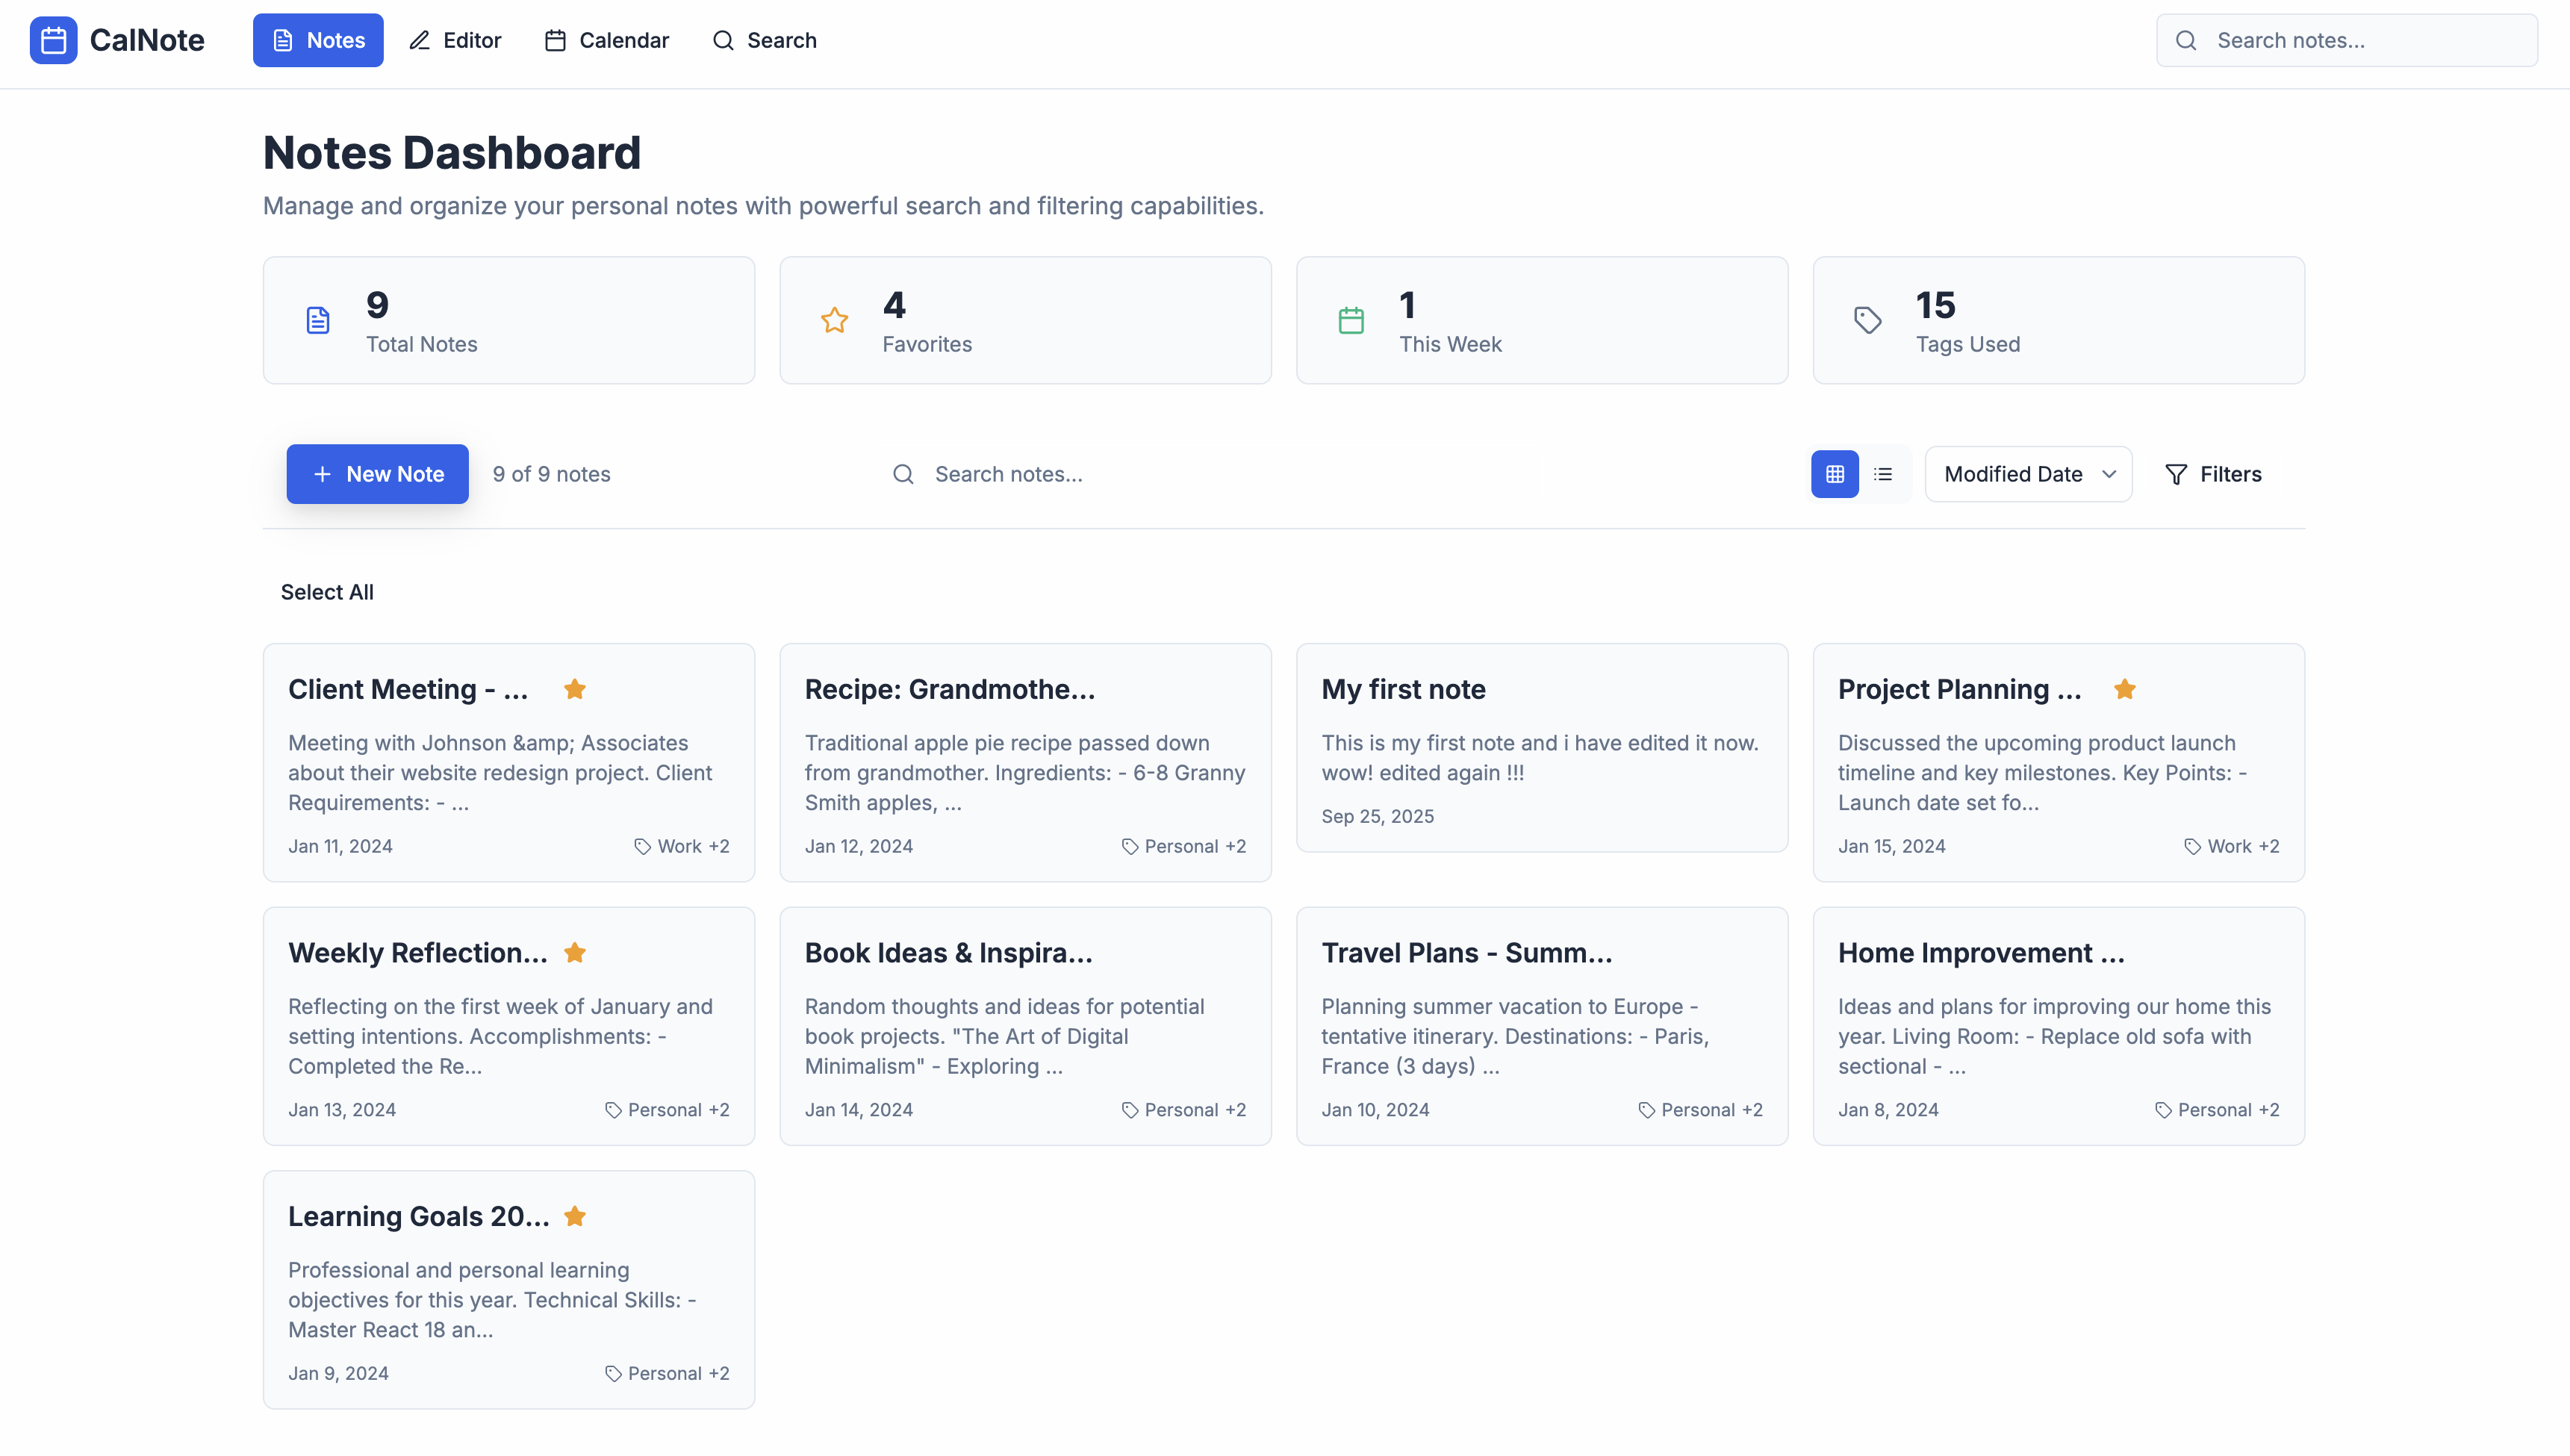 CalNote
Notes
Editor
Calendar
Search
Search notes...
Notes Dashboard
Manage and organize your personal notes with powerful search and filtering capabilities.
9
Total Notes
4
Favorites
1
This Week
15
Tags Used
New Note
9 of 9 notes
Search notes...
Modified Date
Filters
Select All
Client Meeting - ...
Meeting with Johnson &amp; Associates
about their website redesign project. Client
Requirements: - ...
Jan 11, 2024
Work +2
Recipe: Grandmothe...
Traditional apple pie recipe passed down
from grandmother. Ingredients: - 6-8 Granny
Smith apples, ...
Jan 12, 2024
Personal +2
My first note
This is my first note and i have edited it now.
wow! edited again !!!
Sep 25, 2025
Project Planning ...
Discussed the upcoming product launch
timeline and key milestones. Key Points: -
Launch date set fo...
Jan 15, 2024
Work +2
Weekly Reflection...
Reflecting on the first week of January and
setting intentions. Accomplishments: -
Completed the Re...
Jan 13, 2024
Personal +2
Book Ideas & Inspira...
Random thoughts and ideas for potential
book projects. "The Art of Digital
Minimalism" - Exploring ...
Jan 14, 2024
Personal +2
Travel Plans - Summ...
Planning summer vacation to Europe -
tentative itinerary. Destinations: - Paris,
France (3 days) ...
Jan 10, 2024
Personal +2
Home Improvement ...
Ideas and plans for improving our home this
year. Living Room: - Replace old sofa with
sectional - ...
Jan 8, 2024
Personal +2
Learning Goals 20...
Professional and personal learning
objectives for this year. Technical Skills: -
Master React 18 an...
Jan 9, 2024
Personal +2